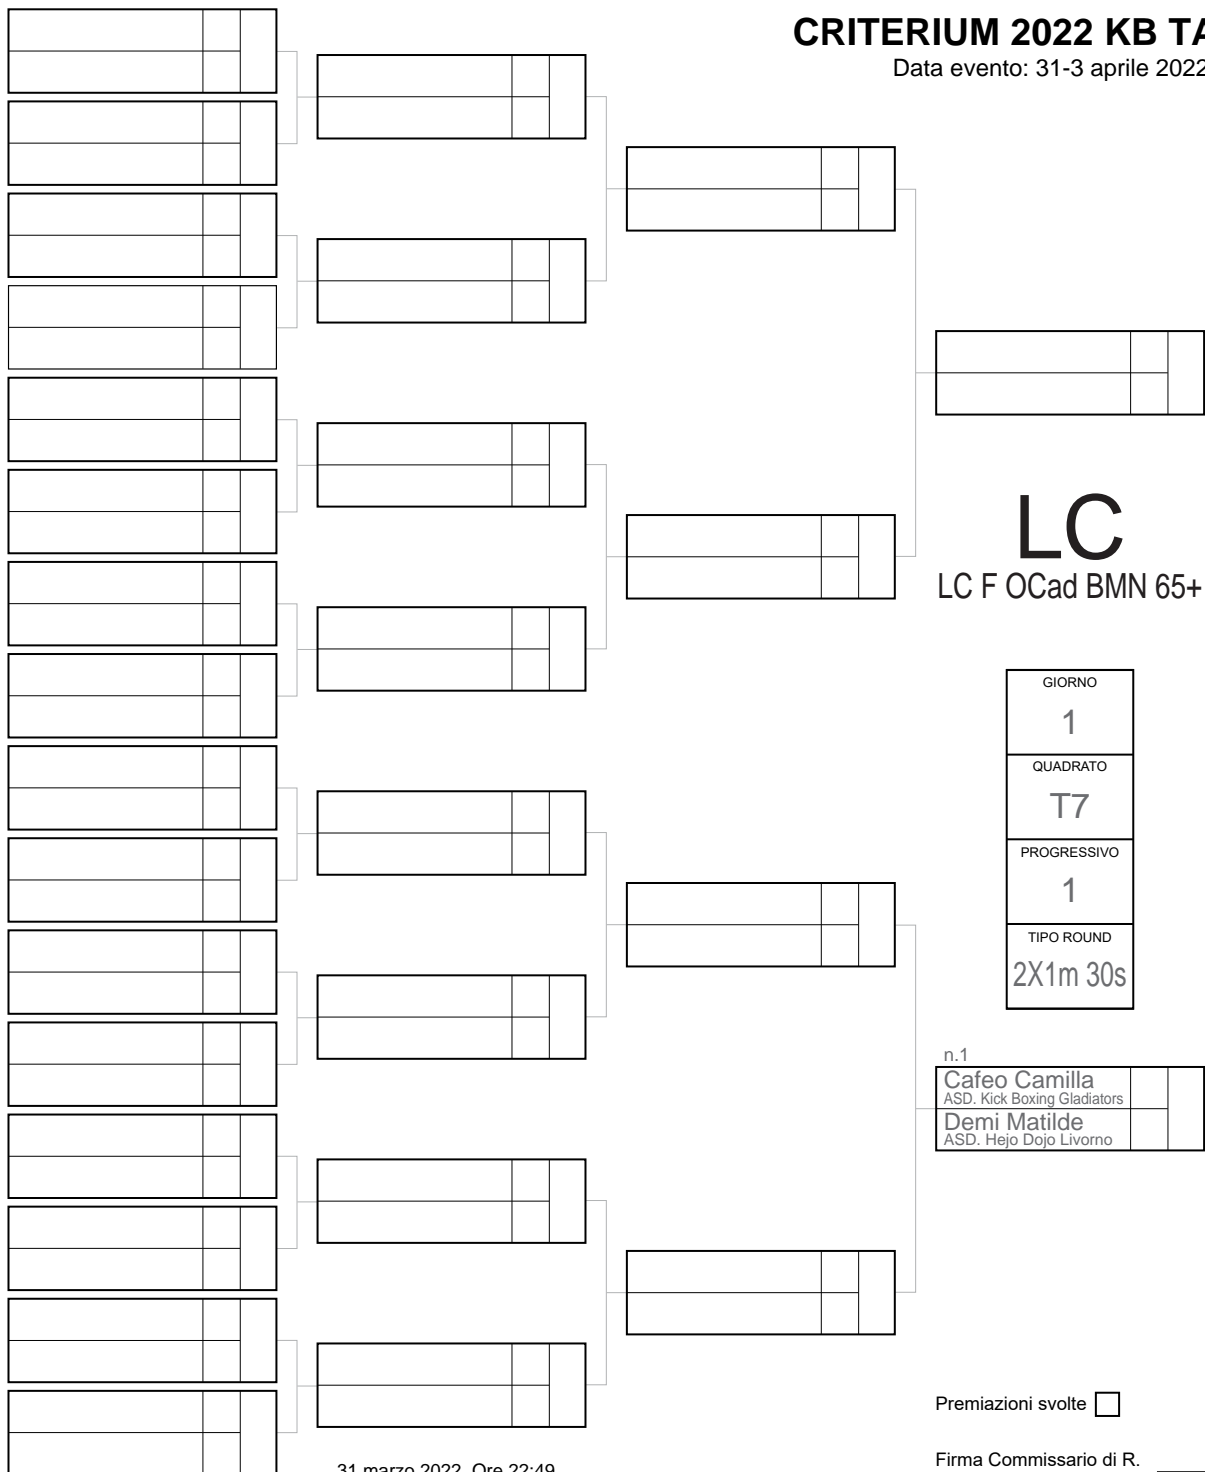 CRITERIUM 2022 KB
Data evento: 31-3 aprile 2022
LC
LC F OCad BMN 65+
GIORNO
1
QUADRATO
T7
PROGRESSIVO
1
TIPO ROUND
2X1m 30s
n.1
Cafeo Camilla
ASD. Kick Boxing Gladiators
Demi Matilde
ASD. Hejo Dojo Livorno
Premiazioni svolte
Firma Commissario di R.
31 marzo 2022 Ore 22:49